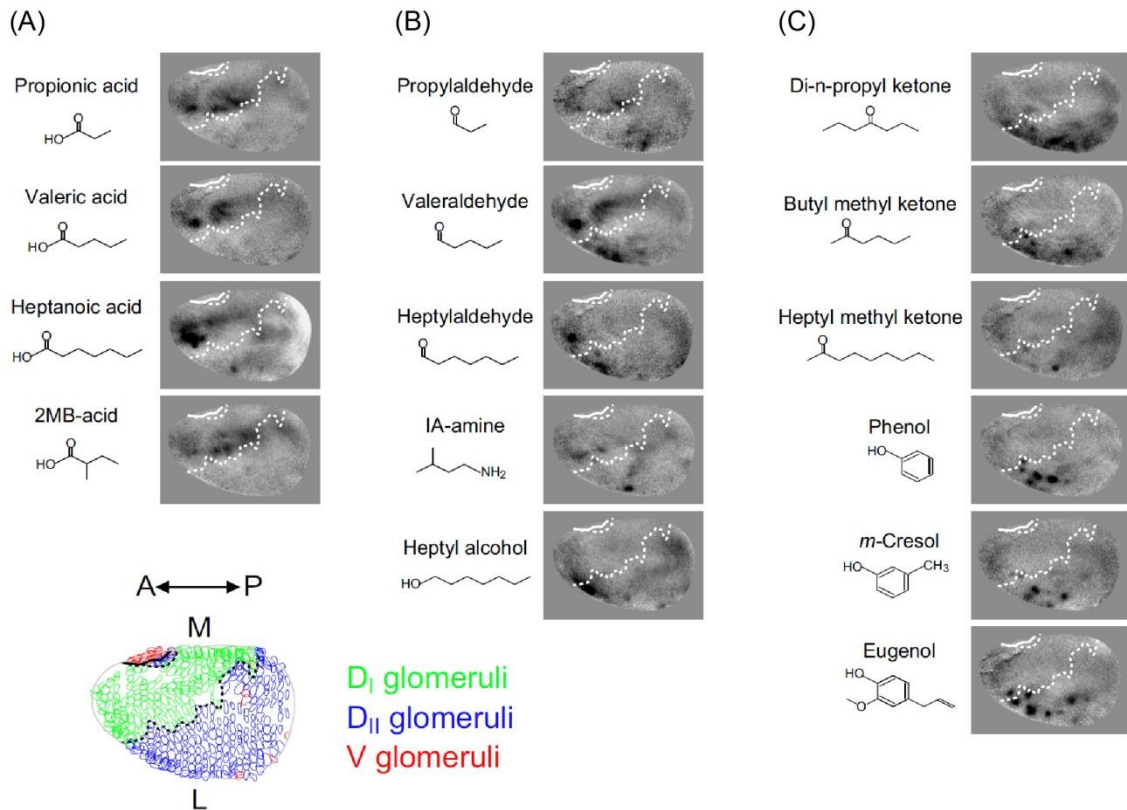 (A)
Propionic acid
O
HO
Valeric acid
O
HO
Heptanoic acid
O
HO
2MB-acid
O
HO
A P
M
L
D_I glomeruli
D_II glomeruli
V glomeruli
(B)
Propylaldehyde
O
Valeraldehyde
O
Heptylaldehyde
O
IA-amine
NH₂
Heptyl alcohol
HO
(C)
Di-n-propyl ketone
O
Butyl methyl ketone
O
Heptyl methyl ketone
O
Phenol
HO
m-Cresol
HO CH₃
Eugenol
HO
O